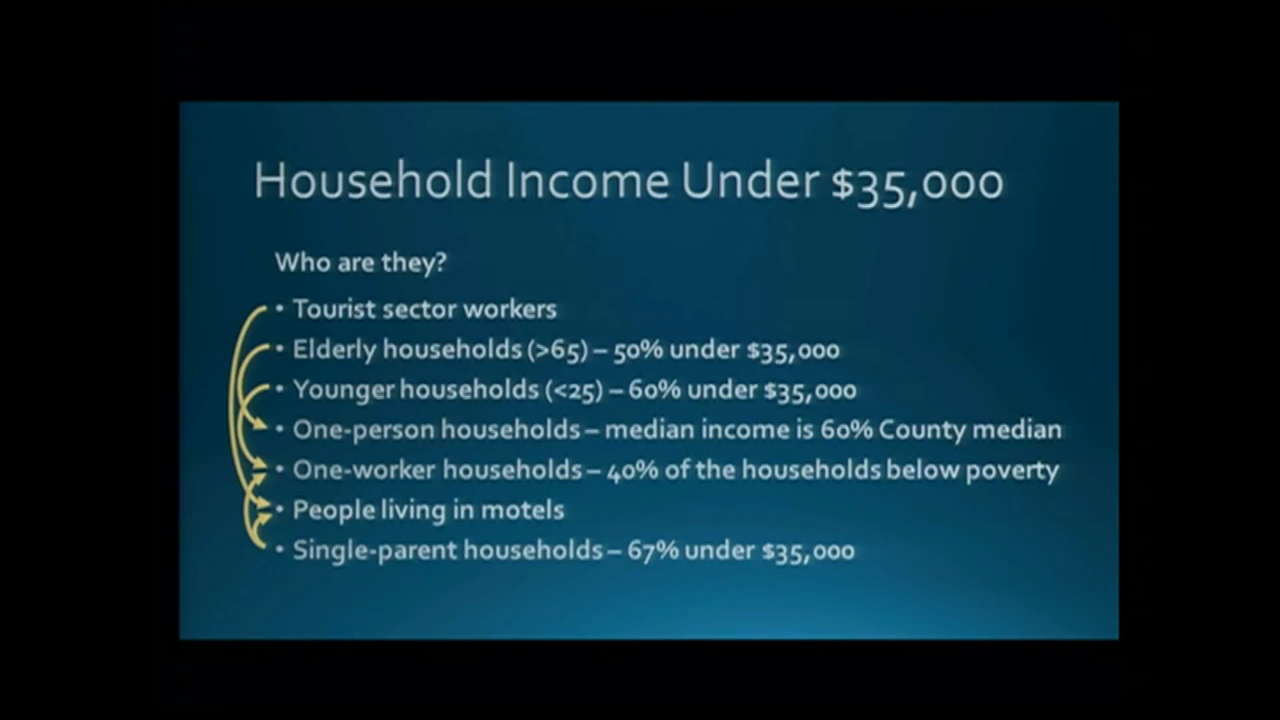 Household Income Under $35,000
Who are they?
• Tourist sector workers
• Elderly households (>65) – 50% under $35,000
• Younger households (<25) – 60% under $35,000
• One-person households – median income is 60% County median
• One-worker households – 40% of the households below poverty
• People living in motels
• Single-parent households – 67% under $35,000